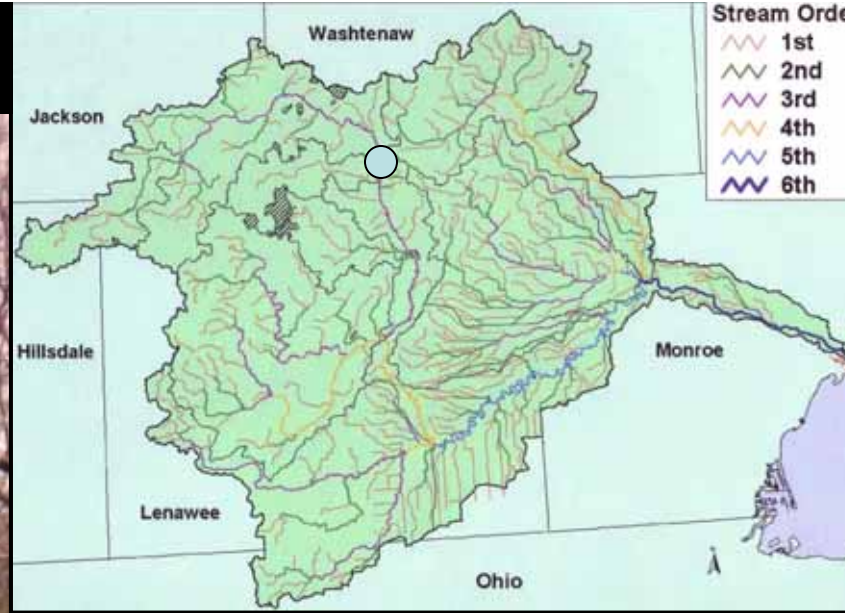 Washtenaw
Jackson
Hillsdale
Monroe
Lenawee
Ohio
Stream Orde
1st
2nd
3rd
4th
5th
6th